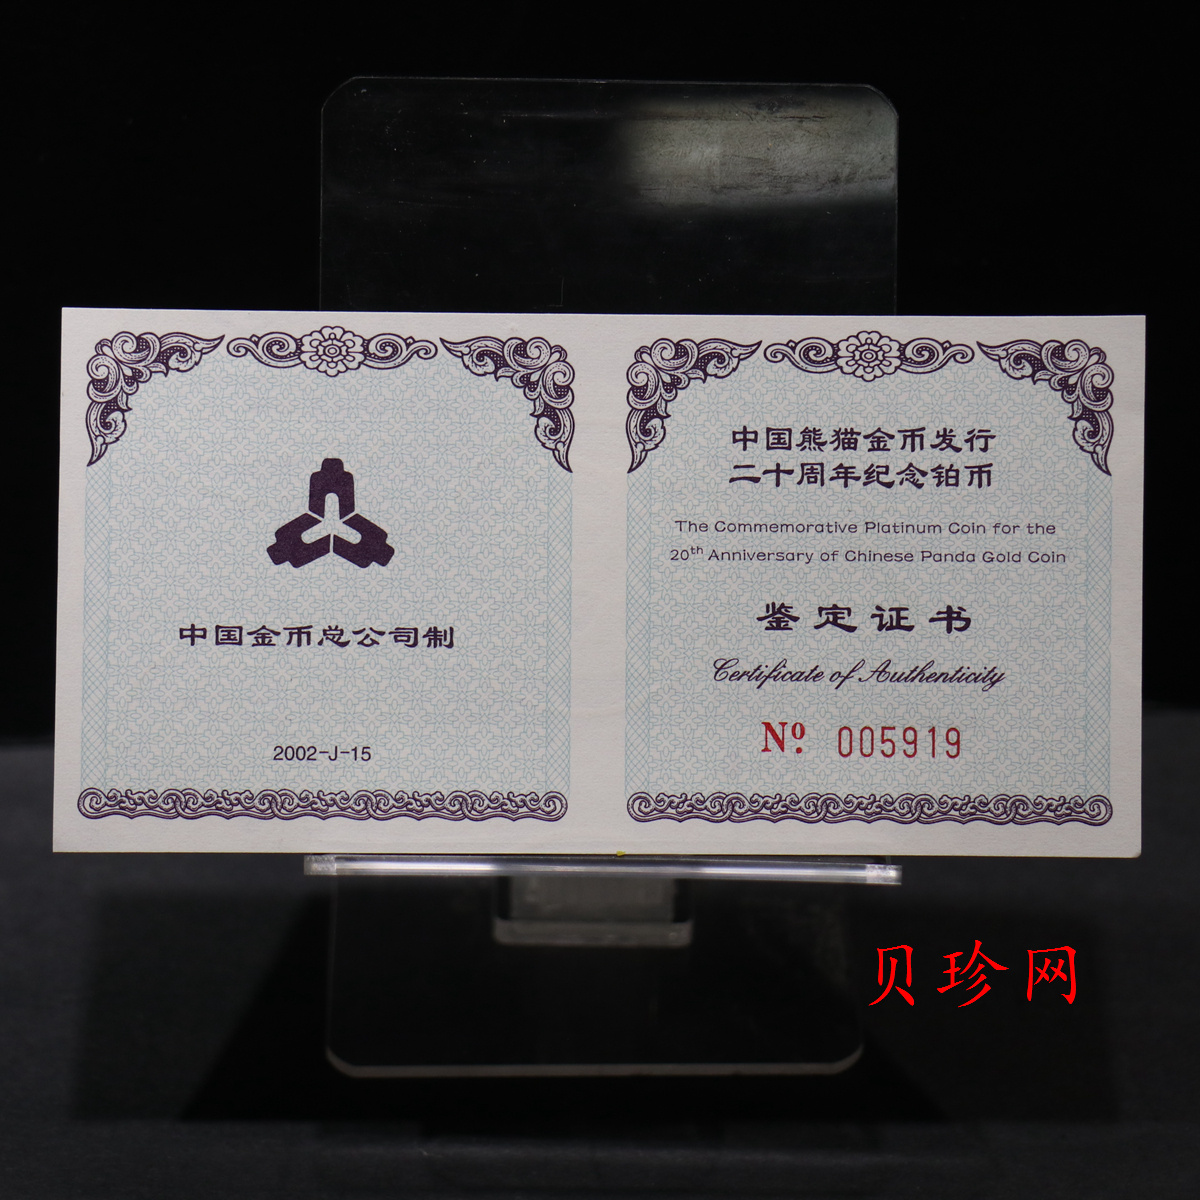 中国金币总公司制
2002-J-15
中国熊猫金币发行
二十周年纪念铂币
The Commemorative Platinum Coin for the
20th Anniversary of Chinese Panda Gold Coin
鉴定证书
Certificate of Authenticity
Nº 005919
贝珍网